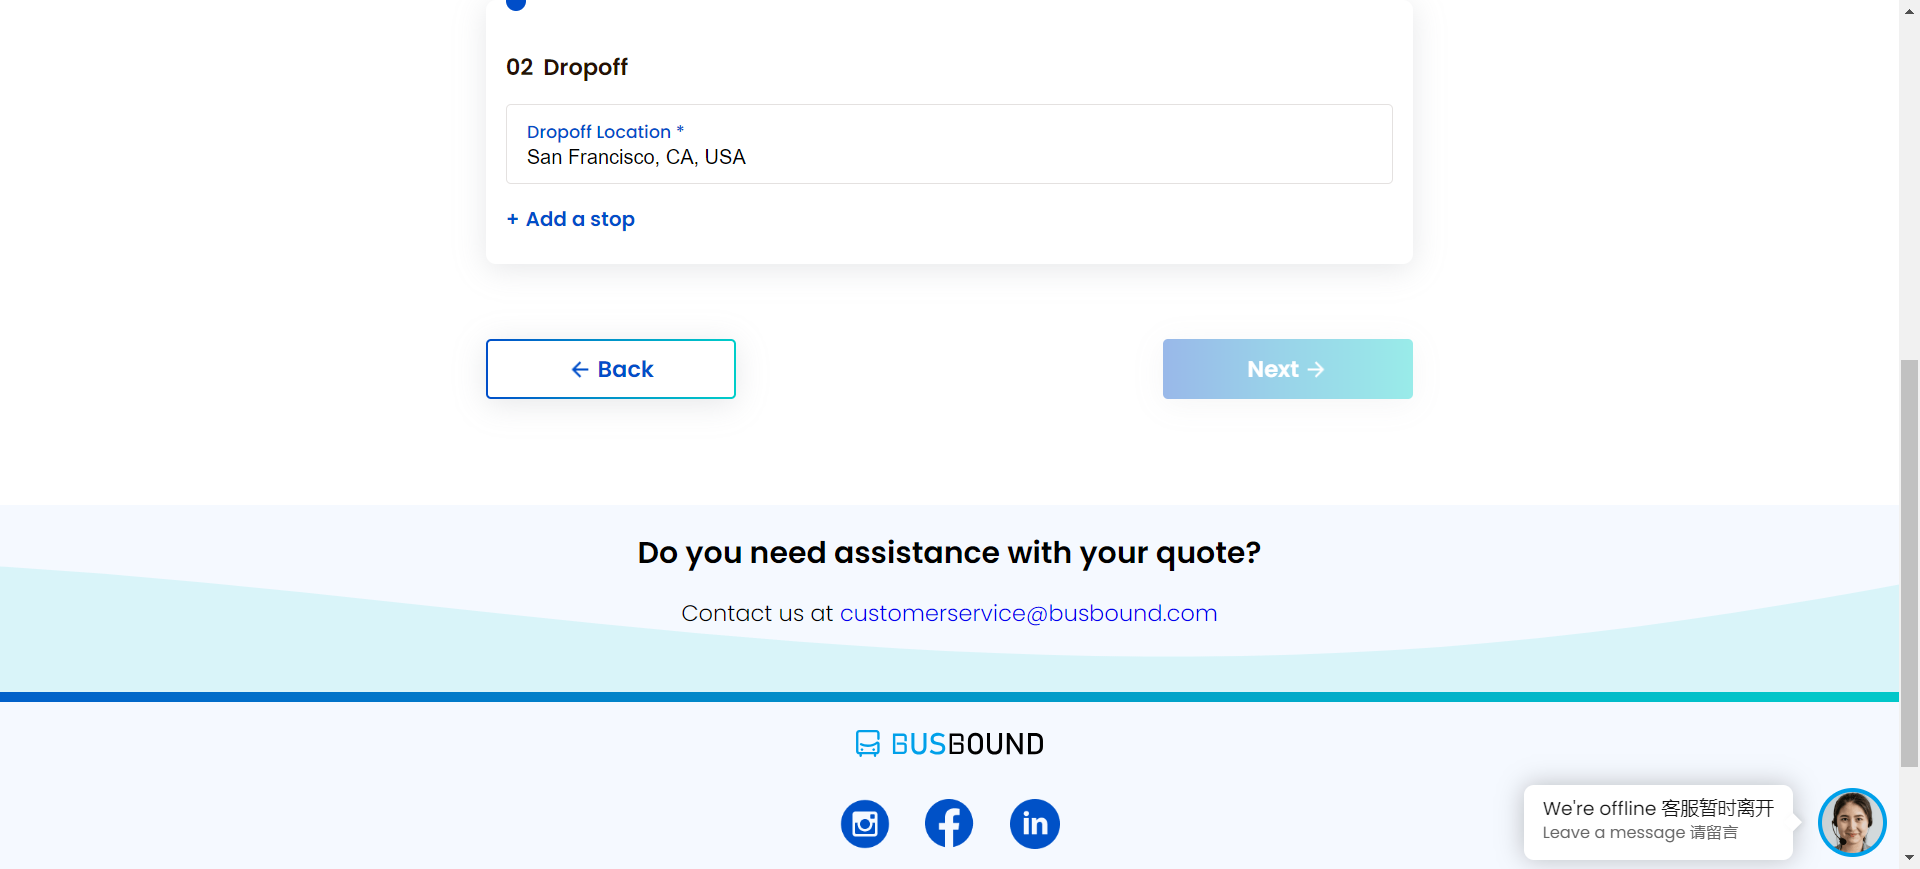 02 Dropoff
Dropoff Location *
San Francisco, CA, USA
+ Add a stop
← Back
Next →
Do you need assistance with your quote?
Contact us at customerservice@busbound.com
BUSBOUND
We're offline 客服暂时离开
Leave a message 请留言